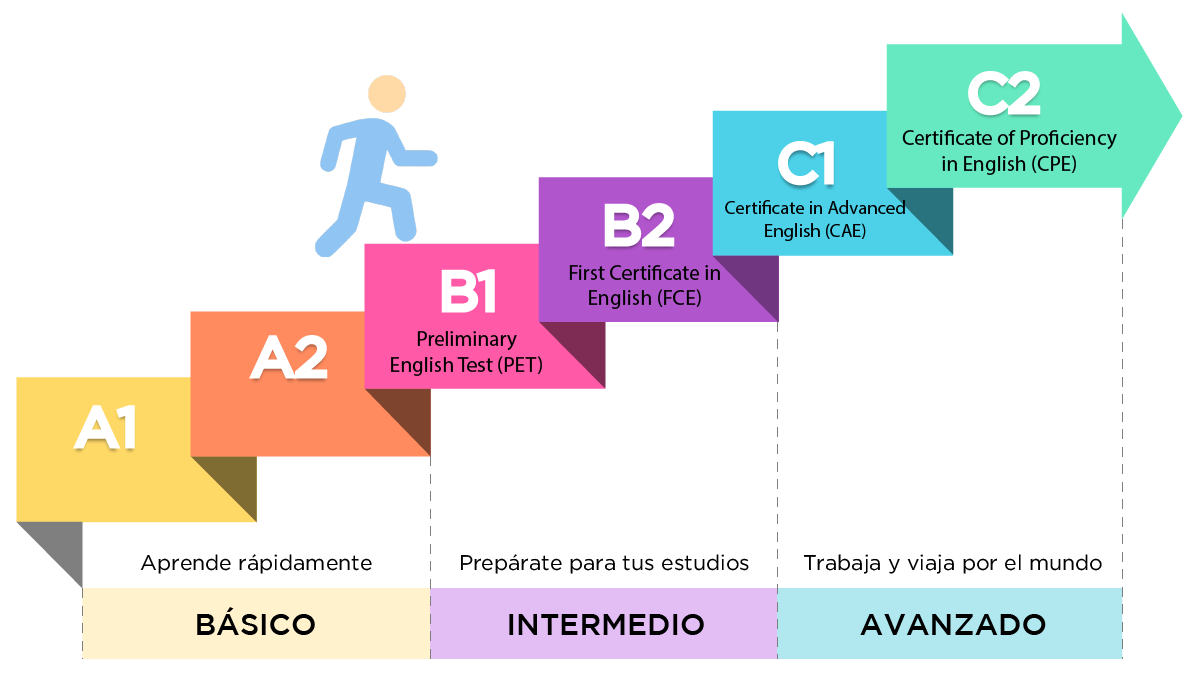 C2
Certificate of Proficiency
in English (CPE)
C1
Certificate in Advanced
English (CAE)
B2
First Certificate in
English (FCE)
B1
Preliminary
English Test (PET)
A2
A1
Aprende rápidamente
Prepárate para tus estudios
Trabaja y viaja por el mundo
BÁSICO
INTERMEDIO
AVANZADO